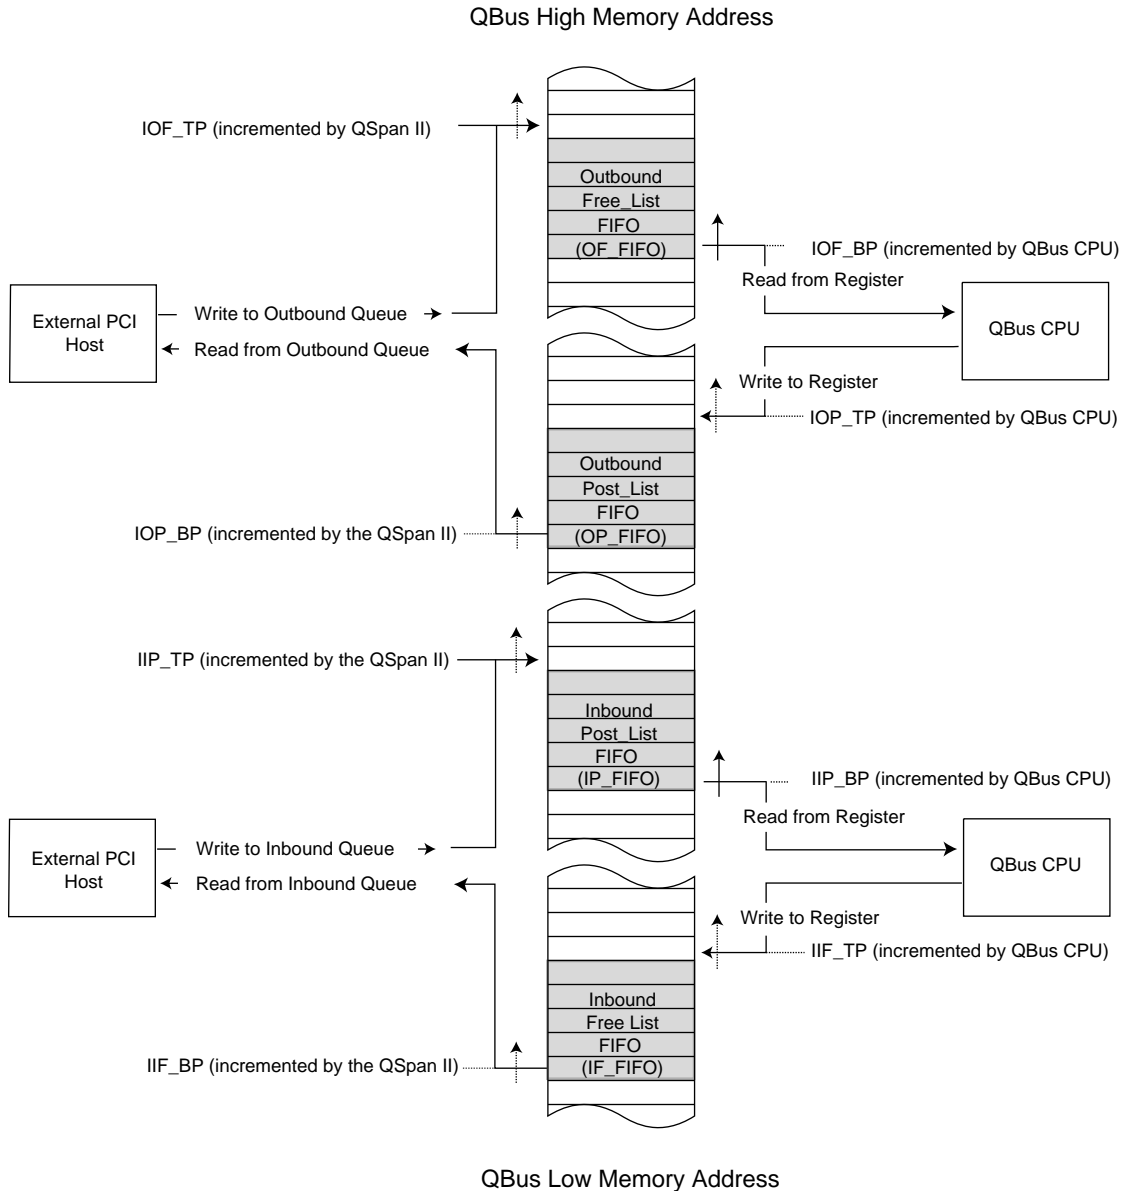 QBus High Memory Address
IOF_TP (incremented by QSpan II)
Outbound
Free_List
FIFO
(OF_FIFO)
IOF_BP (incremented by QBus CPU)
Read from Register
External PCI
Host
Write to Outbound Queue
Read from Outbound Queue
QBus CPU
Write to Register
IOP_TP (incremented by QBus CPU)
Outbound
Post_List
FIFO
(OP_FIFO)
IOP_BP (incremented by the QSpan II)
IIP_TP (incremented by the QSpan II)
Inbound
Post_List
FIFO
(IP_FIFO)
IIP_BP (incremented by QBus CPU)
Read from Register
External PCI
Host
Write to Inbound Queue
Read from Inbound Queue
QBus CPU
Write to Register
IIF_TP (incremented by QBus CPU)
Inbound
Free List
FIFO
(IF_FIFO)
IIF_BP (incremented by the QSpan II)
QBus Low Memory Address